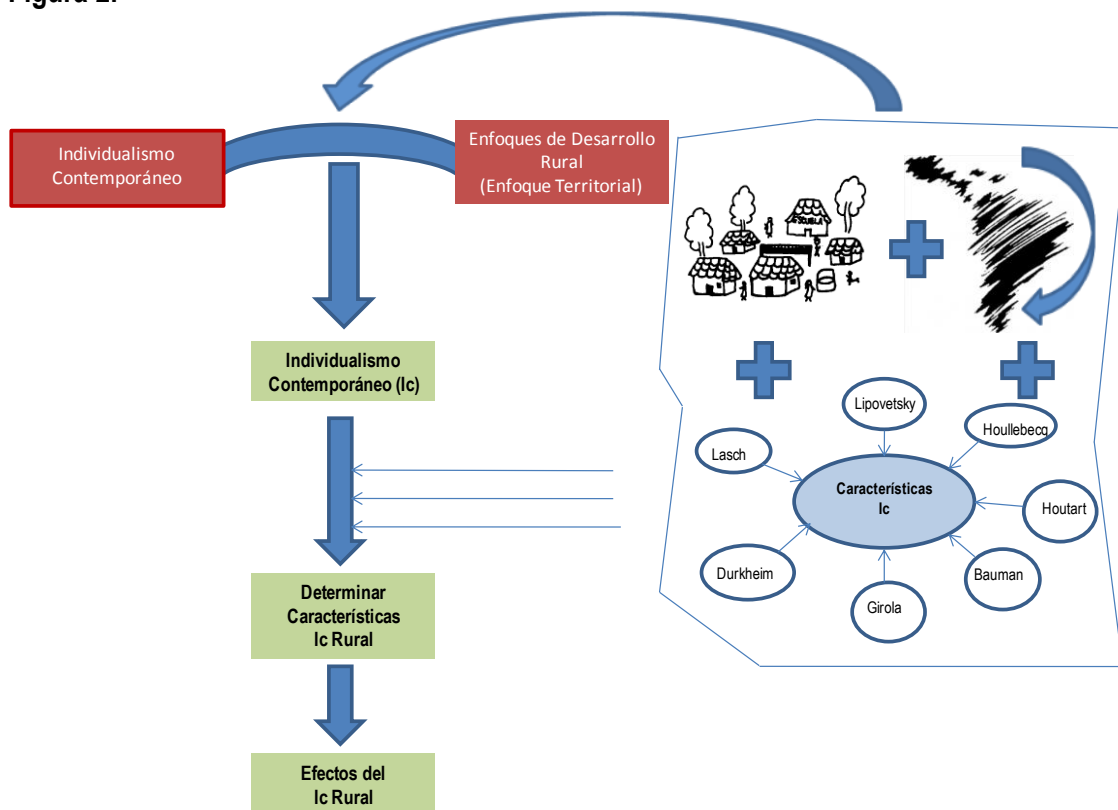 Figura 2.
Individualismo
Contemporáneo
Enfoques de Desarrollo
Rural
(Enfoque Territorial)
ESCUELA
Individualismo
Contemporáneo (Ic)
Lipovetsky
Houllebecq
Lasch
Características
Ic
Houtart
Durkheim
Bauman
Girola
Determinar
Características
Ic Rural
Efectos del
Ic Rural